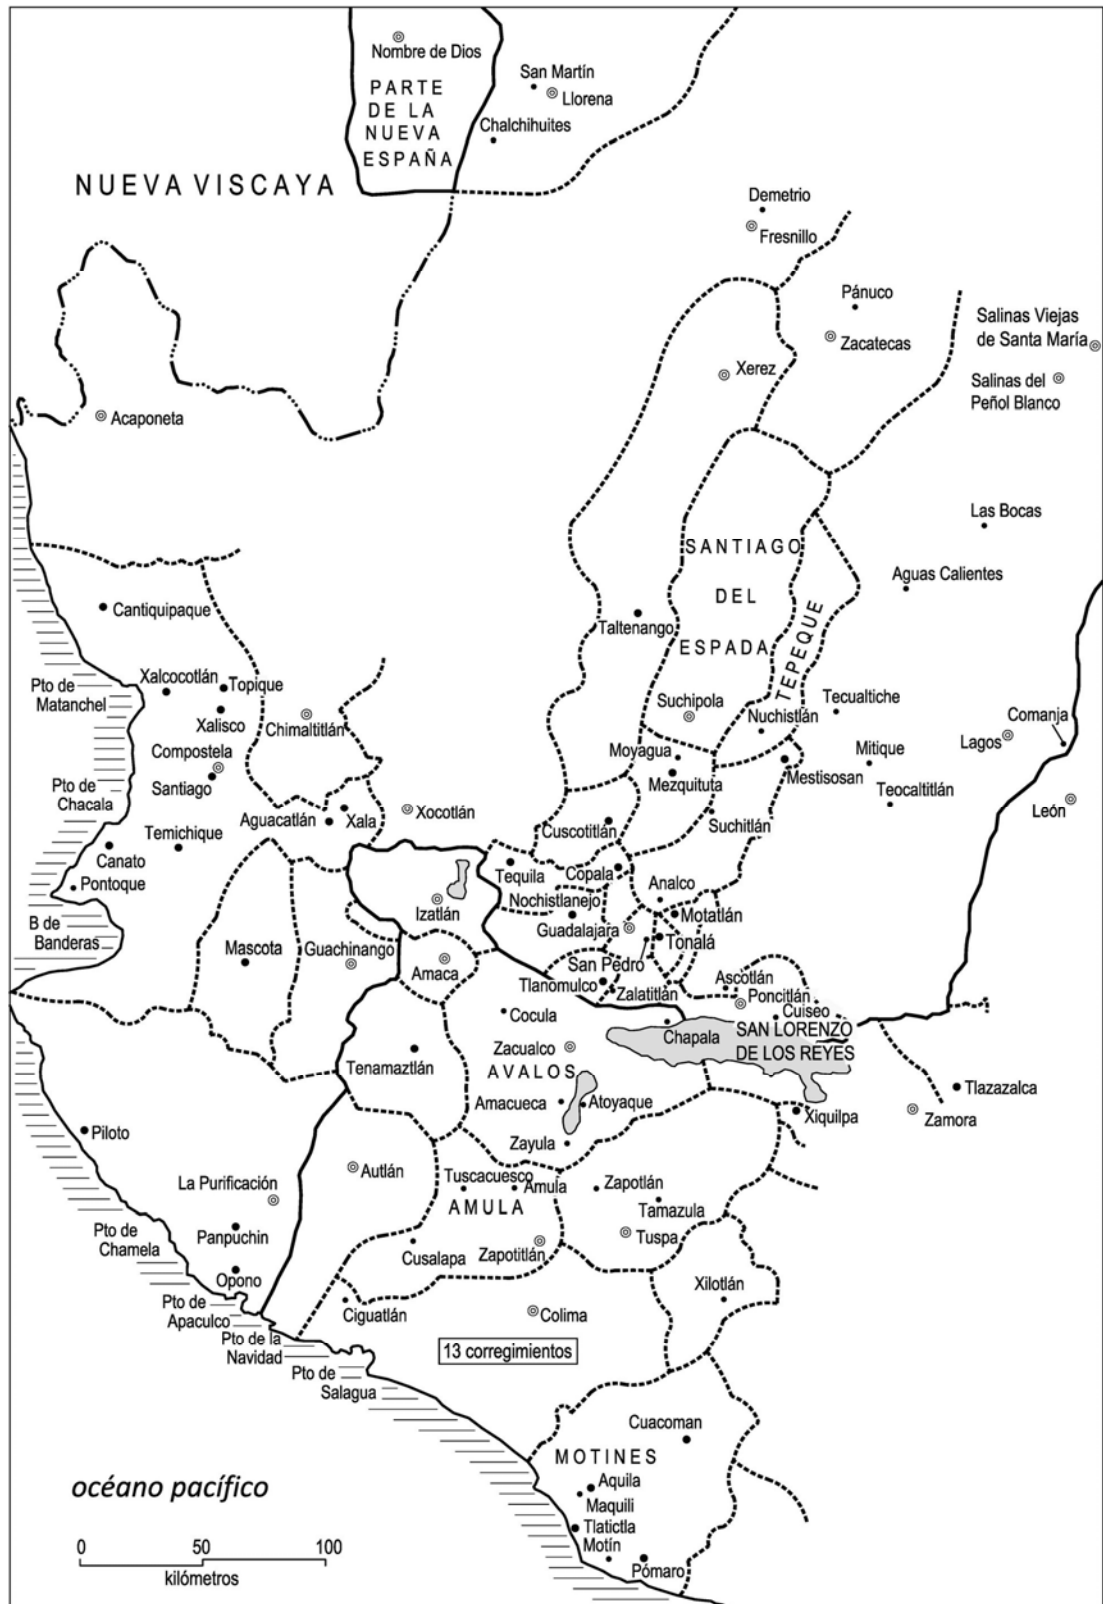 Nombre de Dios
PARTE
DE LA
NUEVA
ESPAÑA
San Martín
Llorena
Chalchihuites
NUEVA VISCAYA
Demetrio
Fresnillo
Pánuco
Zacatecas
Salinas Viejas
de Santa María
Xerez
Salinas del
Peñol Blanco
Acaponeta
Las Bocas
SANTIAGO
DEL
ESPADA
TEPEQUE
Aguas Calientes
Cantiquipaque
Taltenango
Xalcocotlán
Topique
Pto de
Matanchel
Xalisco
Chimaltitlán
Suchipola
Nuchistlán
Tecualtiche
Comanja
Lagos
Compostela
Santiago
Moyagua
Mezquituta
Mestisosan
Mitique
Teocaltitlán
León
Pto de
Chacala
Aguacatlán
Xala
Xocotlán
Cuscotitlán
Suchitlán
Temichique
Canato
Pontoque
Tequila
Copala
Analco
Nochistlanejo
Motatlán
Izatlán
Guadalajara
Tonalá
B de
Banderas
Mascota
Guachinango
Amaca
San Pedro
Tlanomulco
Zalatitlán
Ascotlán
Poncitlán
Cuiseo
Cocula
Chapala
SAN LORENZO
DE LOS REYES
Zacualco
AVALOS
Tenamaztlán
Amacueca
Atoyaque
Tlazazalca
Xiquilpa
Zamora
Piloto
Zayula
Autlán
La Purificación
Tuscacuesco
Amula
AMULA
Zapotlán
Tamazula
Tuspa
Panpuchin
Pto de
Chamela
Cusalapa
Zapotitlán
Opono
Xilotlán
Pto de
Apaculco
Ciguatlán
Colima
Pto de la
Navidad
13 corregimientos
Pto de
Salagua
Cuacoman
MOTINES
Aquila
Maquili
Tlatictla
Motín
Pómaro
océano pacífico
0 50 100
kilómetros